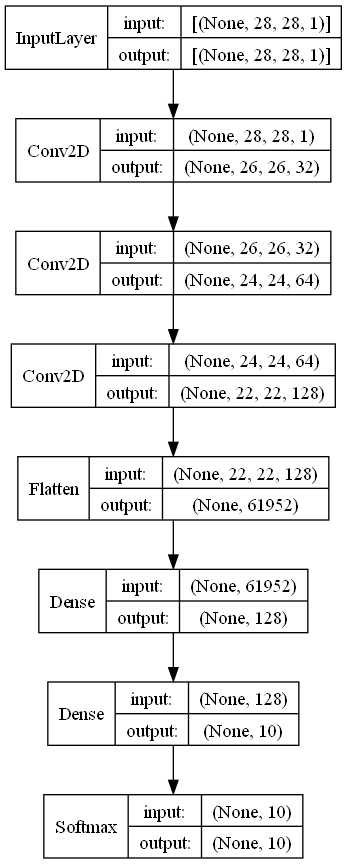 InputLayer input: [(None, 28, 28, 1)]
output: [(None, 28, 28, 1)]
Conv2D input: (None, 28, 28, 1)
output: (None, 26, 26, 32)
Conv2D input: (None, 26, 26, 32)
output: (None, 24, 24, 64)
Conv2D input: (None, 24, 24, 64)
output: (None, 22, 22, 128)
Flatten input: (None, 22, 22, 128)
output: (None, 61952)
Dense input: (None, 61952)
output: (None, 128)
Dense input: (None, 128)
output: (None, 10)
Softmax input: (None, 10)
output: (None, 10)